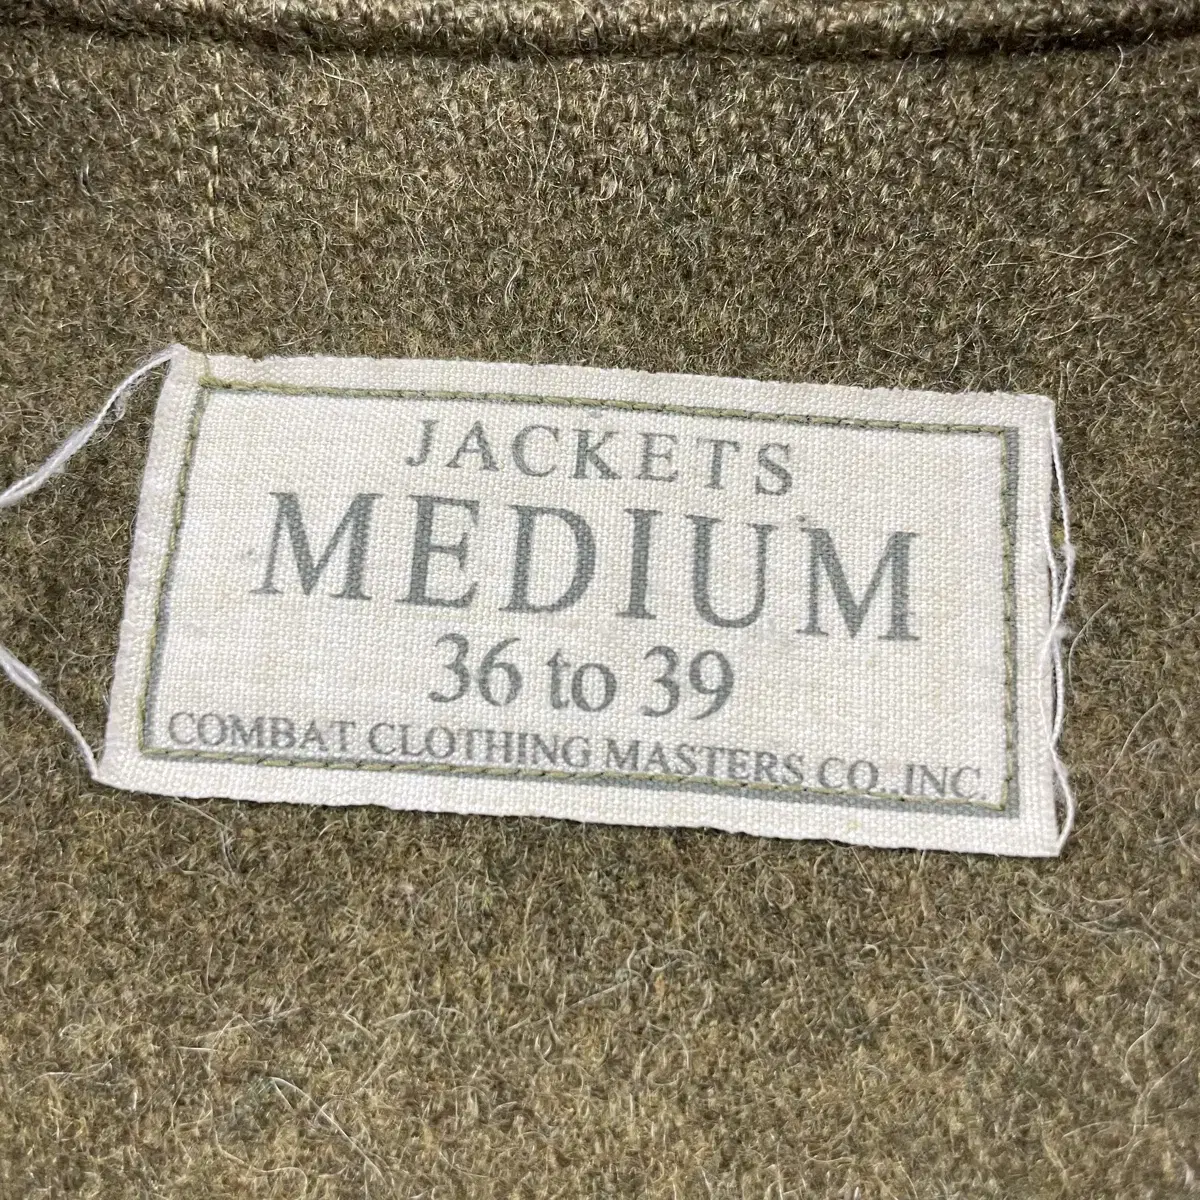 JACKETS
MEDIUM
36 to 39
COMBAT CLOTHING MASTERS CO.,INC.